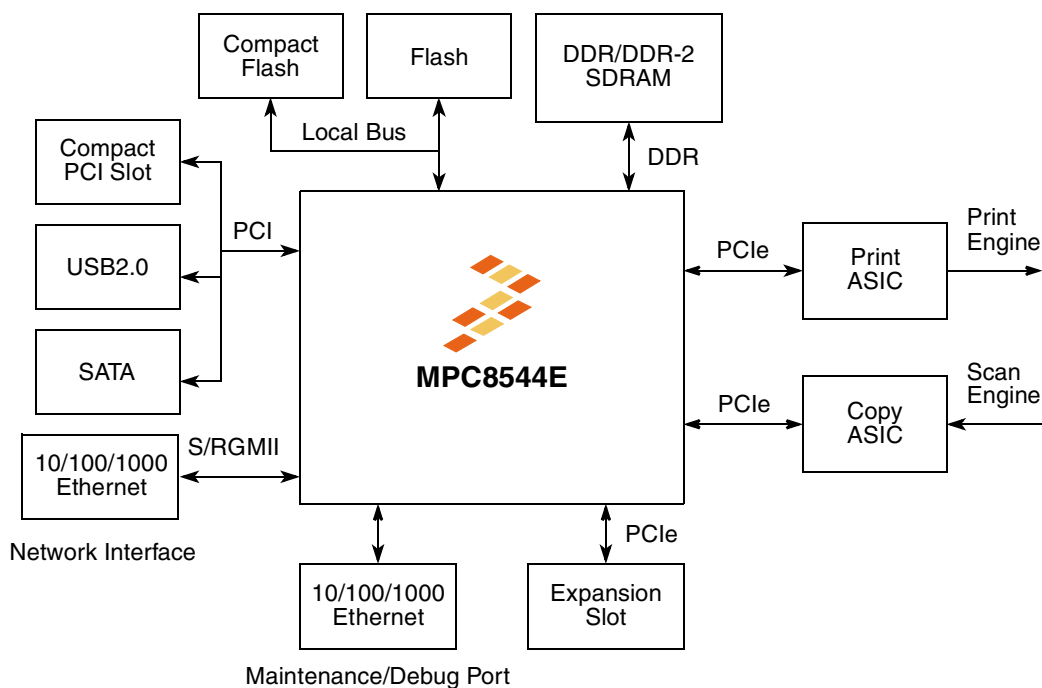 Compact
Flash
Flash
DDR/DDR-2
SDRAM
Local Bus
DDR
Compact
PCI Slot
PCI
USB2.0
SATA
S/RGMII
10/100/1000
Ethernet
Network Interface
MPC8544E
PCIe
Print
ASIC
Print
Engine
PCIe
Copy
ASIC
Scan
Engine
10/100/1000
Ethernet
Maintenance/Debug Port
PCIe
Expansion
Slot